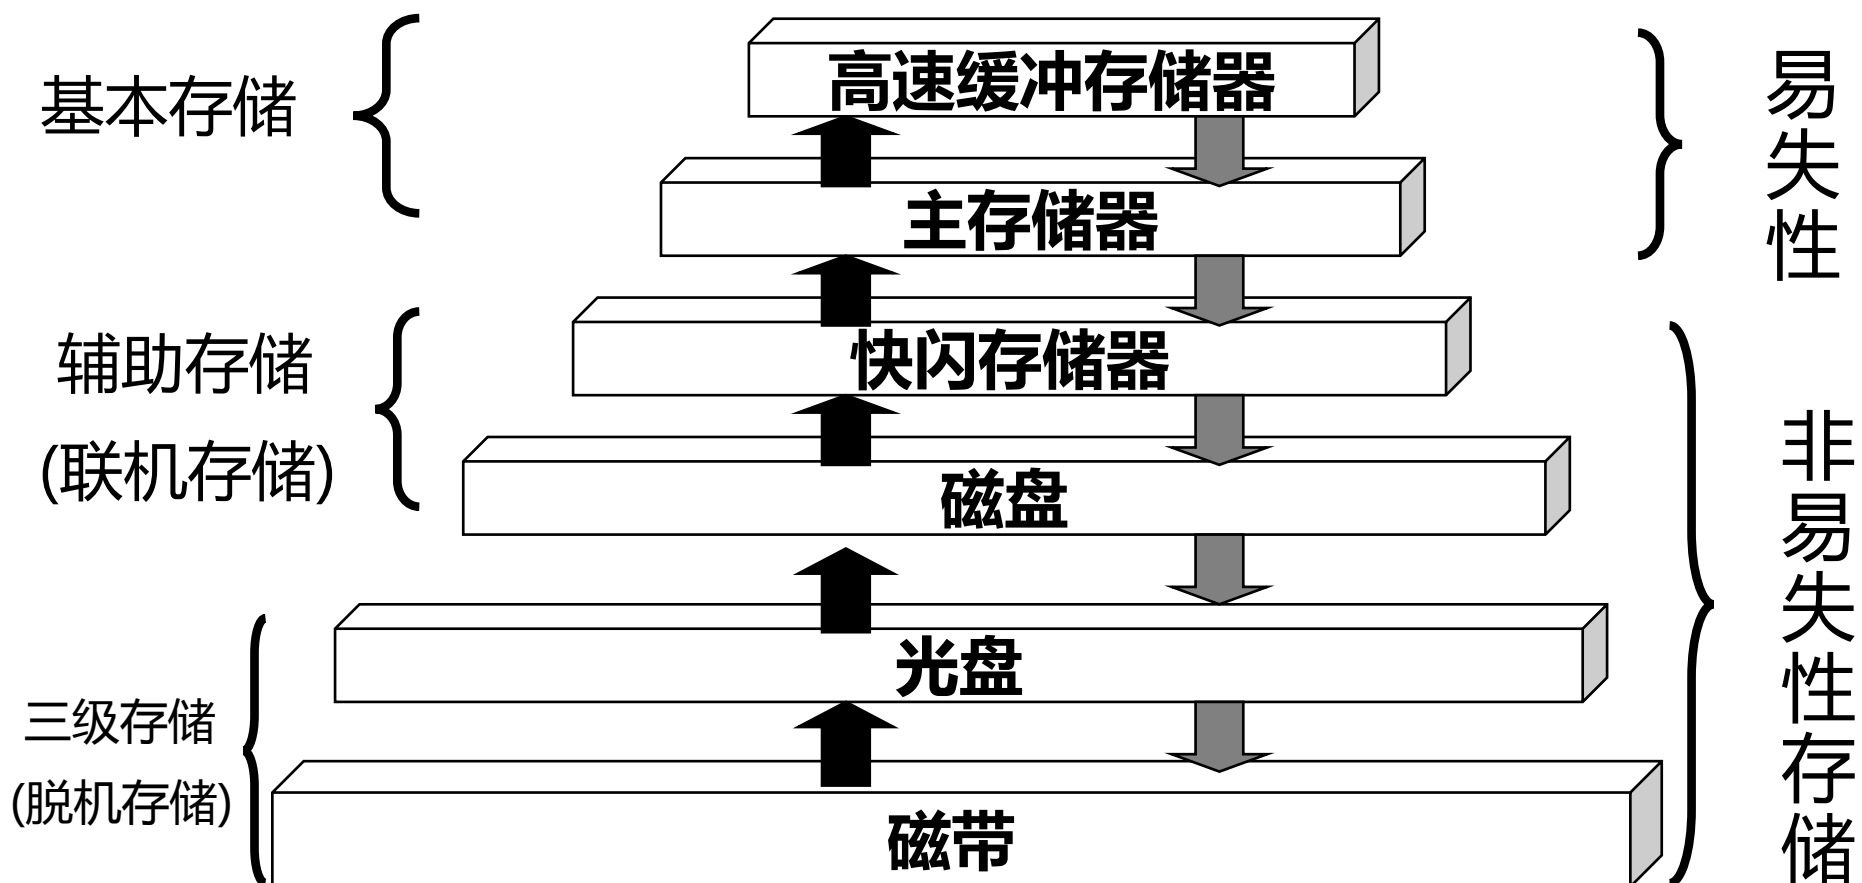 高速缓冲存储器
基本存储
易失性
主存储器
快闪存储器
辅助存储
(联机存储)
磁盘
非易失性存储
光盘
三级存储
(脱机存储)
磁带